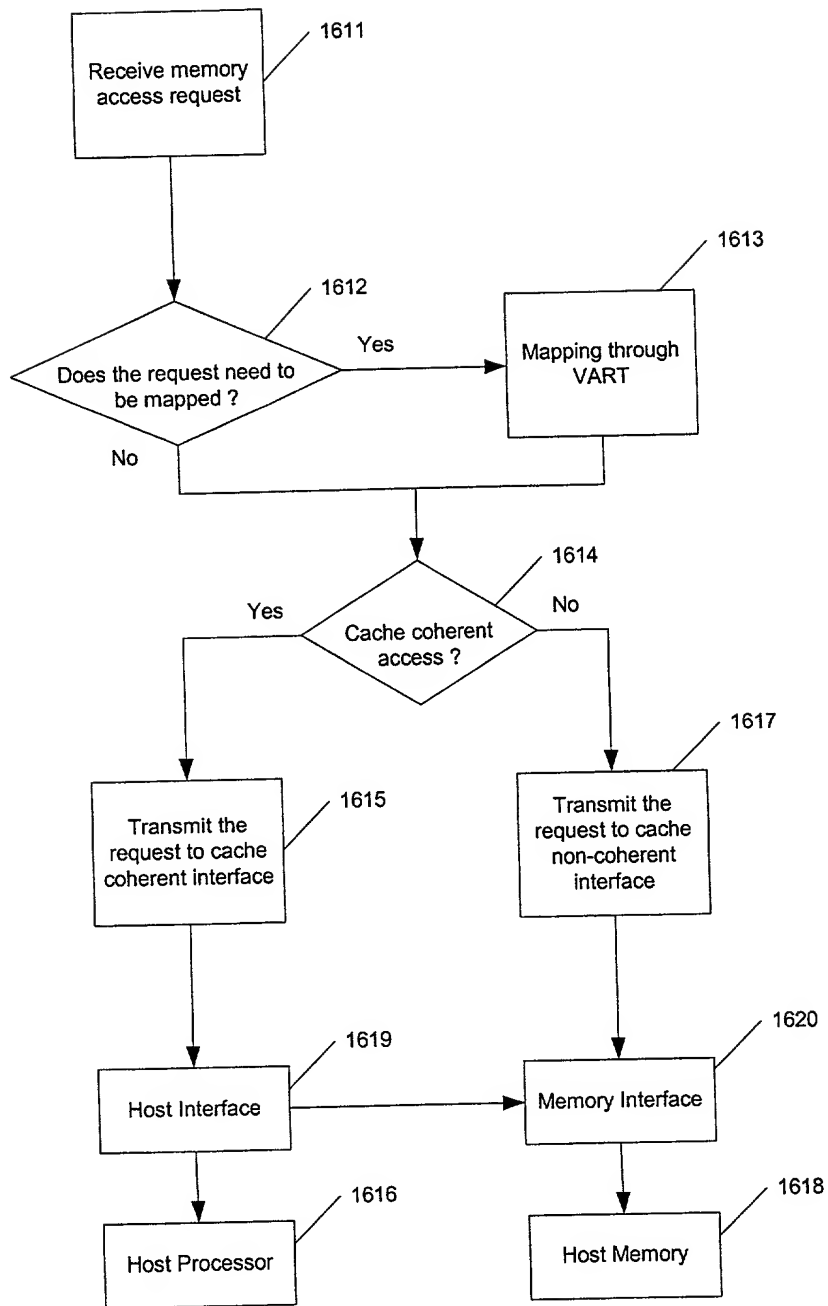 1611
Receive memory
access request
1613
1612
Yes
Mapping through
VART
Does the request need to
be mapped ?
No
1614
Yes
No
Cache coherent
access ?
1617
1615
Transmit the
request to cache
coherent interface
Transmit the
request to cache
non-coherent
interface
1619
1620
Host Interface
Memory Interface
1616
1618
Host Processor
Host Memory